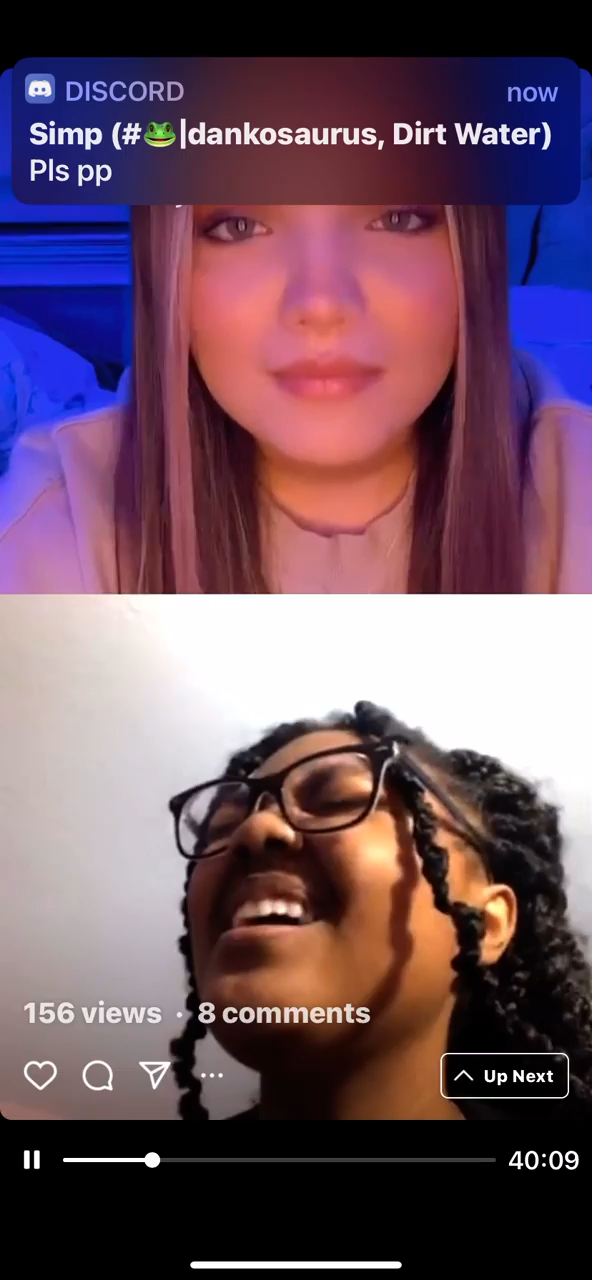 DISCORD now
Simp (#🐸|dankosaurus, Dirt Water)
Pls pp
156 views · 8 comments
Up Next
40:09